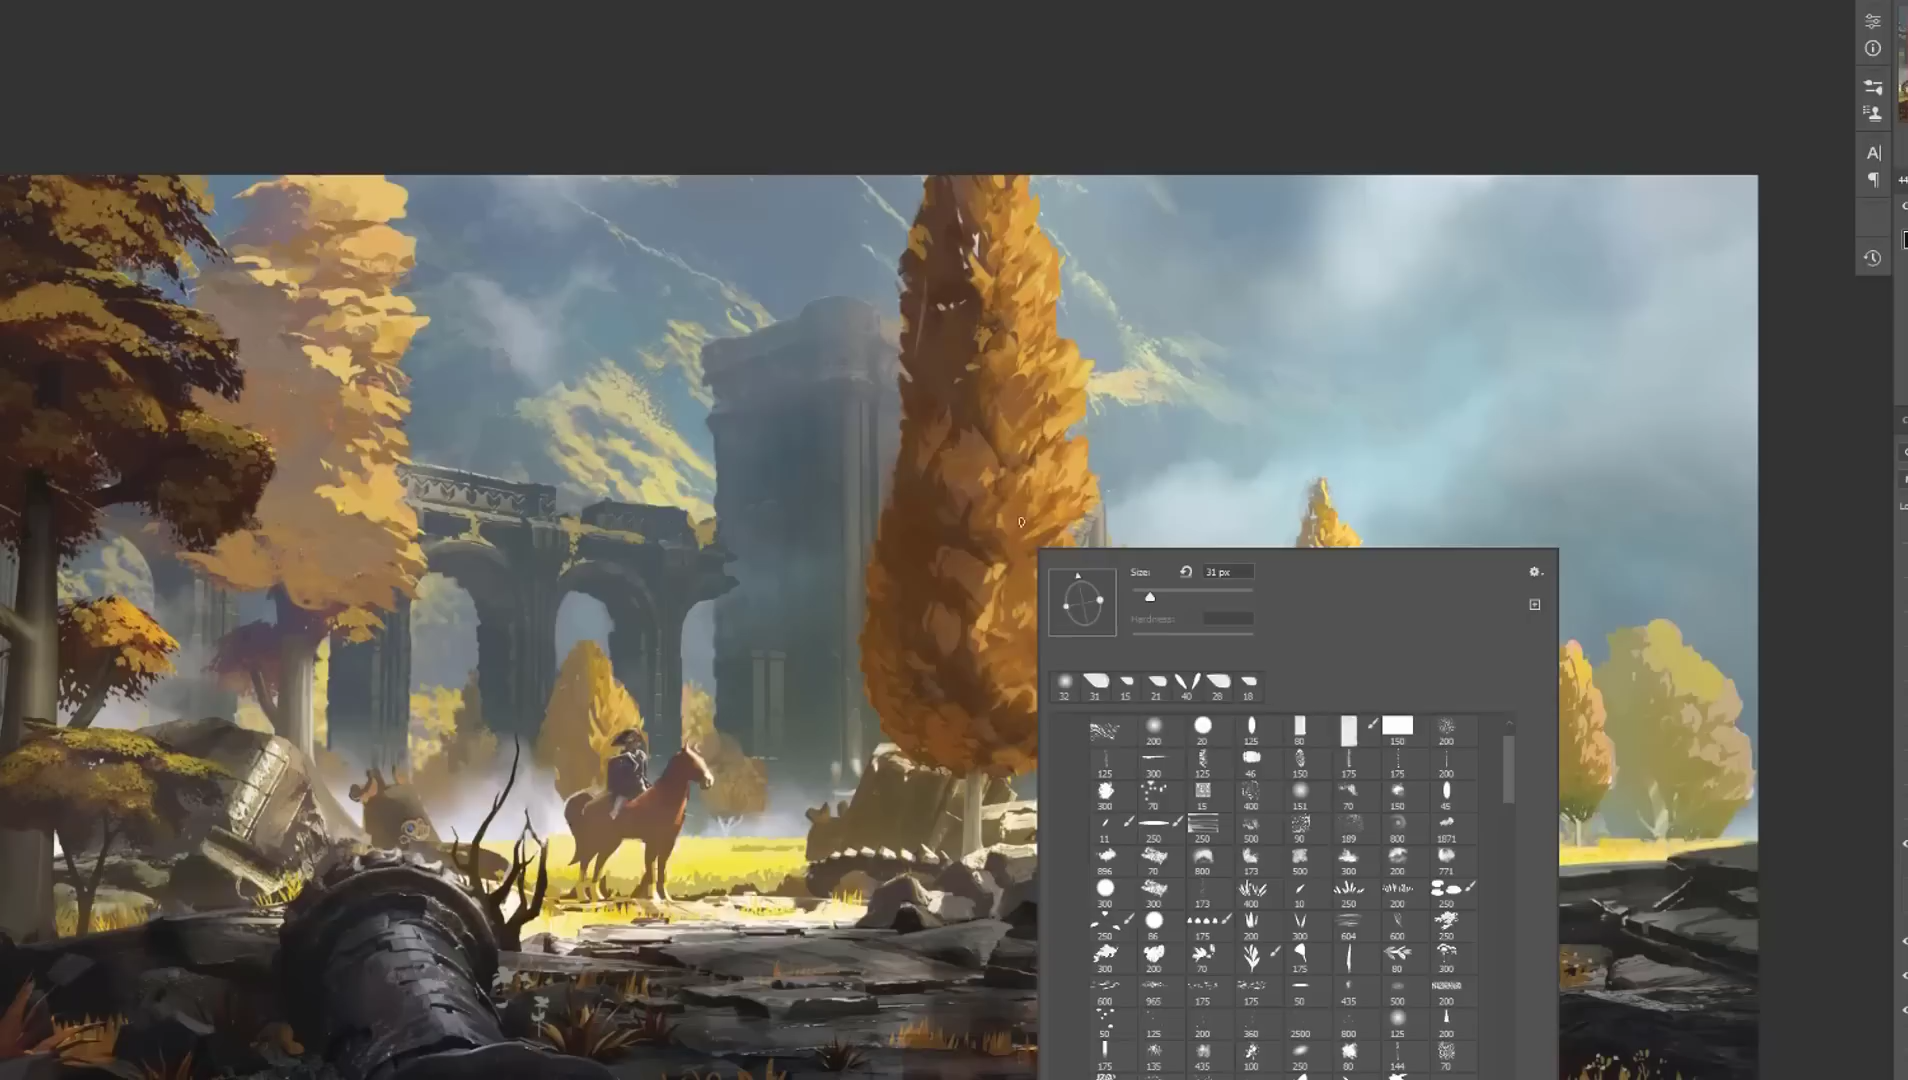 A|
Size: 31 px
Hardness:
32 31 15 21 40 28 18
200 20 125 80 150 200
125 300 125 46 150 175 175 200
300 70 15 400 151 70 150 45
11 250 250 500 90 189 800 1871
896 70 800 173 500 300 200 771
300 300 173 400 10 250 200 250
250 86 175 200 300 604 600 250
300 200 70 175 80 300
600 965 175 175 50 435 500 200
50 125 200 360 2500 800 125 200
175 135 435 100 250 80 144 70